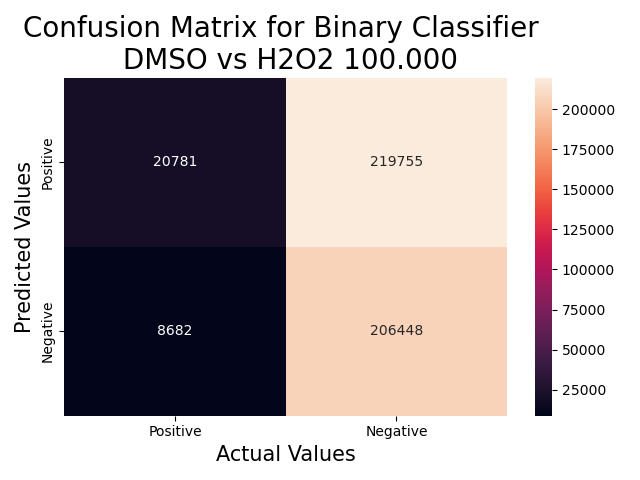 Confusion Matrix for Binary Classifier
DMSO vs H2O2 100.000
Predicted Values
Positive
Negative
20781
219755
8682
206448
Positive
Negative
Actual Values
200000
175000
150000
125000
100000
75000
50000
25000